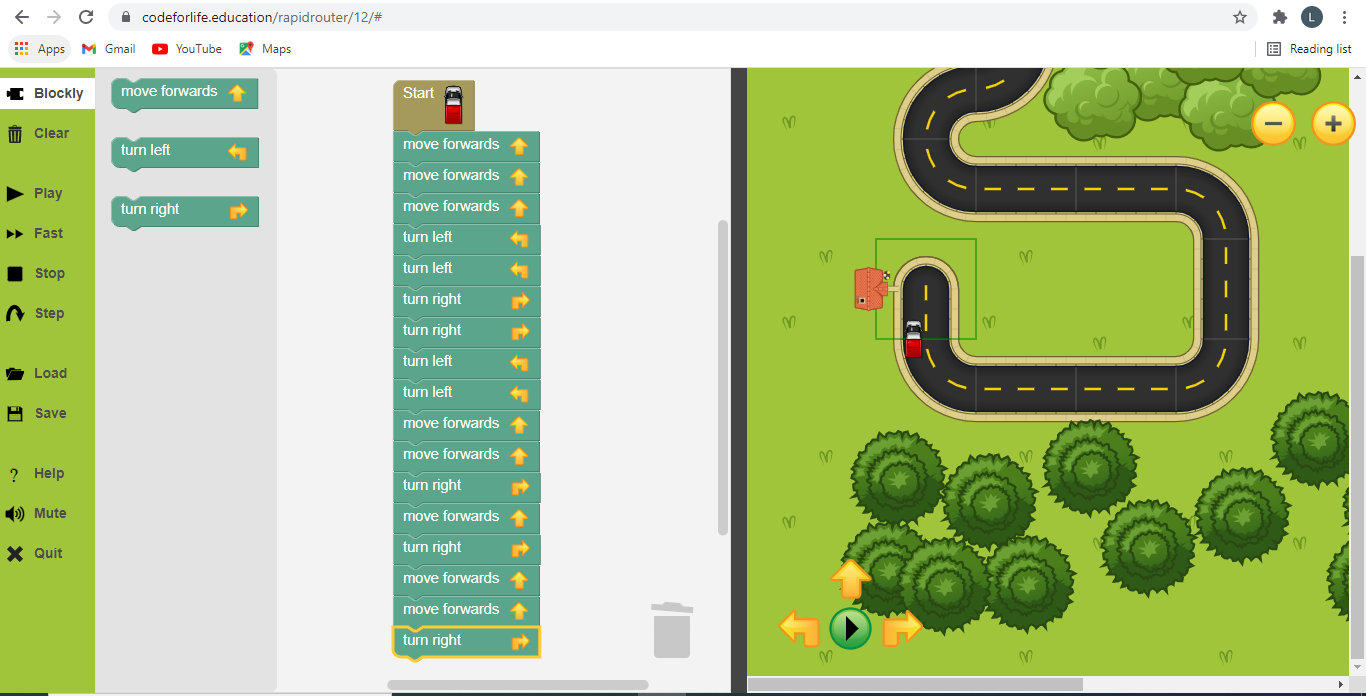 codeforlife.education/rapidrouter/12/#
L
Apps
Gmail
YouTube
Maps
Reading list
Blockly
Clear
Play
Fast
Stop
Step
Load
Save
? Help
Mute
Quit
move forwards
turn left
turn right
Start
move forwards
move forwards
move forwards
turn left
turn left
turn right
turn right
turn left
turn left
move forwards
move forwards
turn right
move forwards
turn right
move forwards
move forwards
turn right